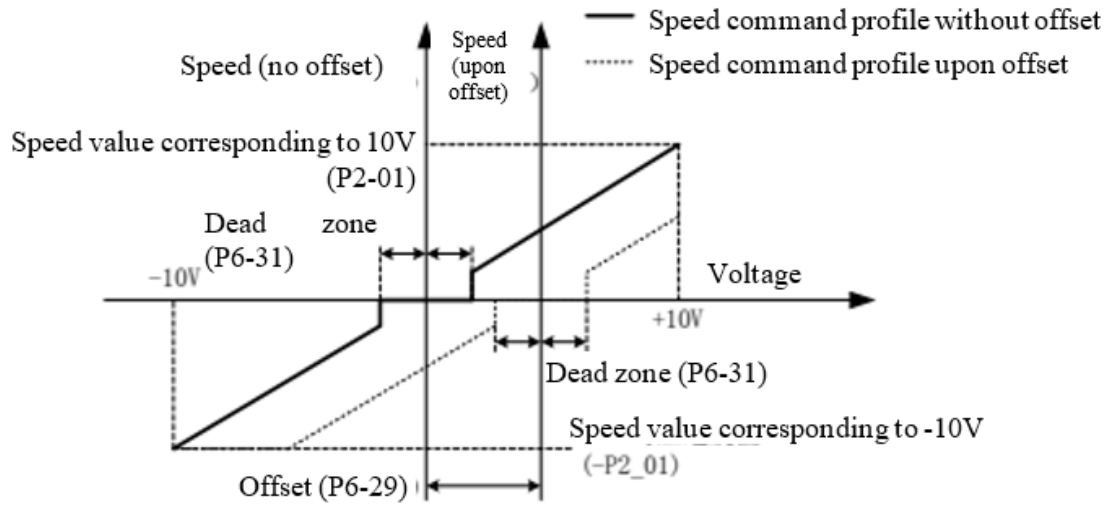 Speed command profile without offset
Speed (no offset)
Speed
(upon
offset)
Speed command profile upon offset
Speed value corresponding to 10V
(P2-01)
Dead zone
(P6-31)
-10V
Voltage
+10V
Dead zone (P6-31)
Speed value corresponding to -10V
(-P2_01)
Offset (P6-29)